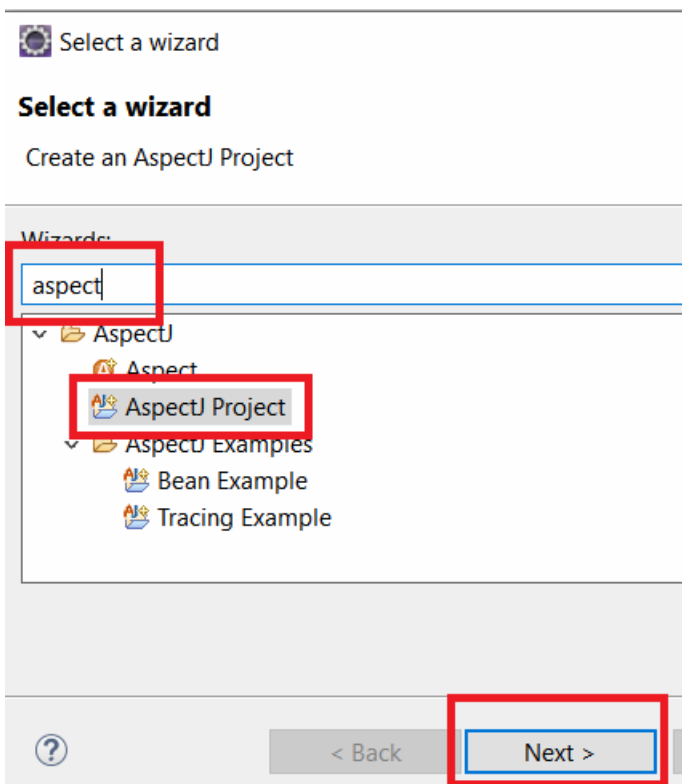 Select a wizard
Select a wizard
Create an AspectJ Project
Wizards:
aspect
AspectJ
Aspect
AspectJ Project
AspectJ Examples
Bean Example
Tracing Example
? < Back Next >